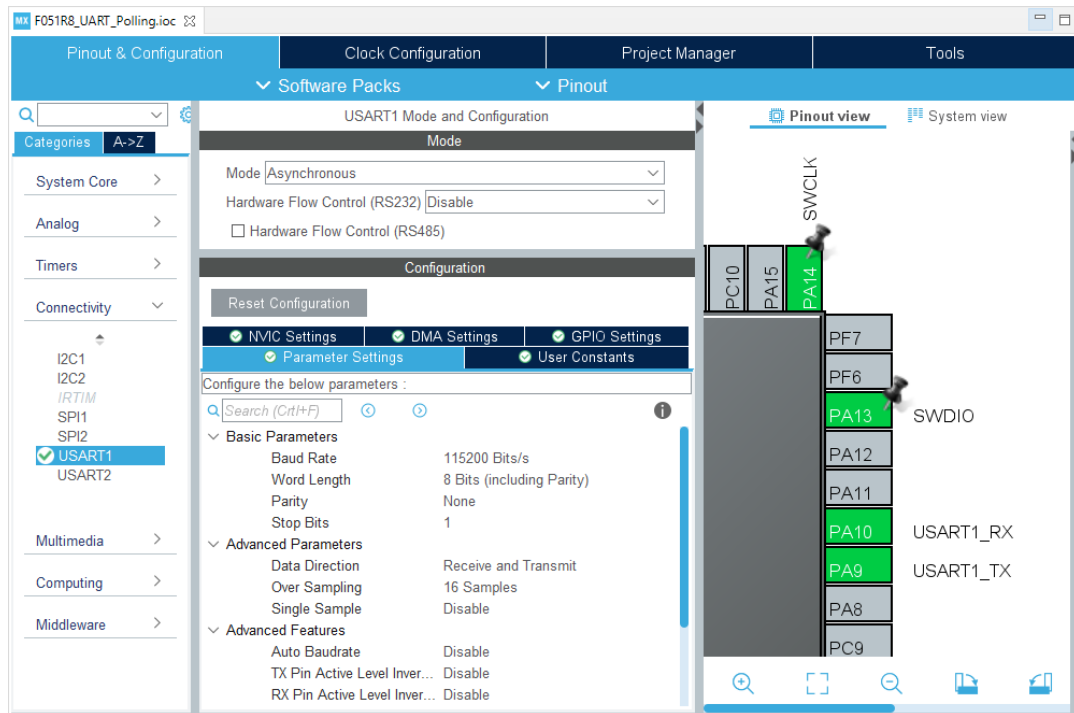 MX F051R8_UART_Polling.ioc
Pinout & Configuration Clock Configuration Project Manager Tools
Software Packs Pinout
Categories A->Z
System Core
Analog
Timers
Connectivity
I2C1
I2C2
IRTIM
SPI1
SPI2
USART1
USART2
Multimedia
Computing
Middleware
USART1 Mode and Configuration
Mode
Mode Asynchronous
Hardware Flow Control (RS232) Disable
Hardware Flow Control (RS485)
Configuration
Reset Configuration
NVIC Settings DMA Settings GPIO Settings
Parameter Settings User Constants
Configure the below parameters :
Search (Crtl+F)
Basic Parameters
Baud Rate 115200 Bits/s
Word Length 8 Bits (including Parity)
Parity None
Stop Bits 1
Advanced Parameters
Data Direction Receive and Transmit
Over Sampling 16 Samples
Single Sample Disable
Advanced Features
Auto Baudrate Disable
TX Pin Active Level Inver... Disable
RX Pin Active Level Inver... Disable
Pinout view System view
SWCLK
PC10 PA15 PA14
PF7
PF6
PA13 SWDIO
PA12
PA11
PA10 USART1_RX
PA9 USART1_TX
PA8
PC9